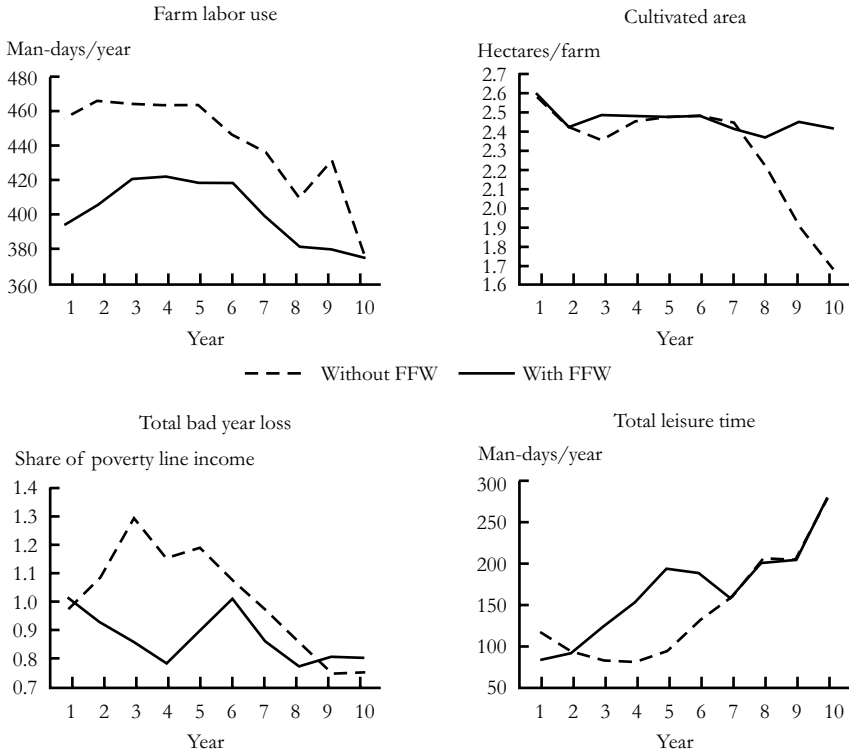 Farm labor use
Man-days/year
480
460
440
420
400
380
360
1 2 3 4 5 6 7 8 9 10
Year
Cultivated area
Hectares/farm
2.7
2.6
2.5
2.4
2.3
2.2
2.1
2.0
1.9
1.8
1.7
1.6
1 2 3 4 5 6 7 8 9 10
Year
Without FFW With FFW
Total bad year loss
Share of poverty line income
1.4
1.3
1.2
1.1
1.0
0.9
0.8
0.7
1 2 3 4 5 6 7 8 9 10
Year
Total leisure time
Man-days/year
300
250
200
150
100
50
1 2 3 4 5 6 7 8 9 10
Year